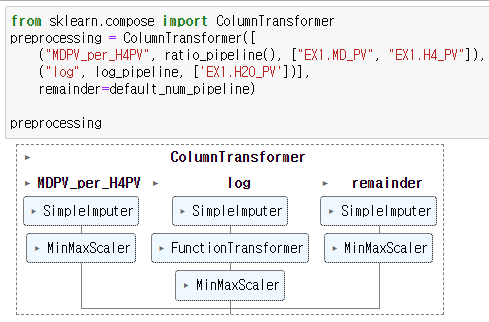 from sklearn.compose import ColumnTransformer
preprocessing = ColumnTransformer([
    ("MDPV_per_H4PV", ratio_pipeline(), ["EX1.MD_PV", "EX1.H4_PV"]),
    ("log", log_pipeline, ['EX1.H2O_PV'])],
    remainder=default_num_pipeline)
preprocessing
▸ ColumnTransformer
▸ MDPV_per_H4PV ▸ log ▸ remainder
▸ SimpleImputer ▸ SimpleImputer ▸ SimpleImputer
▸ MinMaxScaler ▸ FunctionTransformer ▸ MinMaxScaler
▸ MinMaxScaler